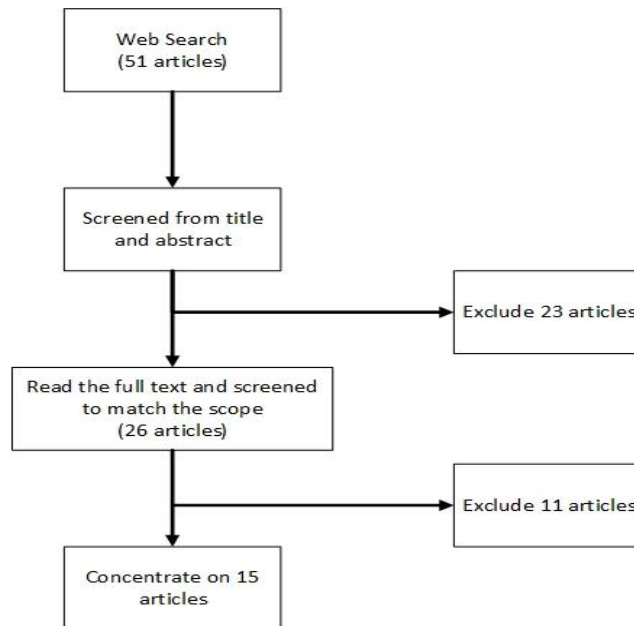 Web Search
(51 articles)
Screened from title
and abstract
Exclude 23 articles
Read the full text and screened
to match the scope
(26 articles)
Exclude 11 articles
Concentrate on 15
articles